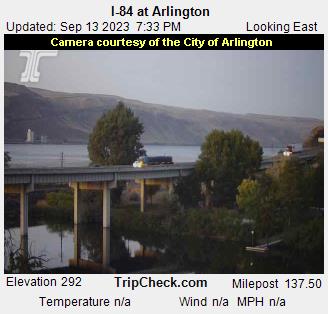 I-84 at Arlington
Updated: Sep 13 2023 7:33 PM Looking East
Camera courtesy of the City of Arlington
Elevation 292 TripCheck.com Milepost 137.50
Temperature n/a Wind n/a MPH n/a